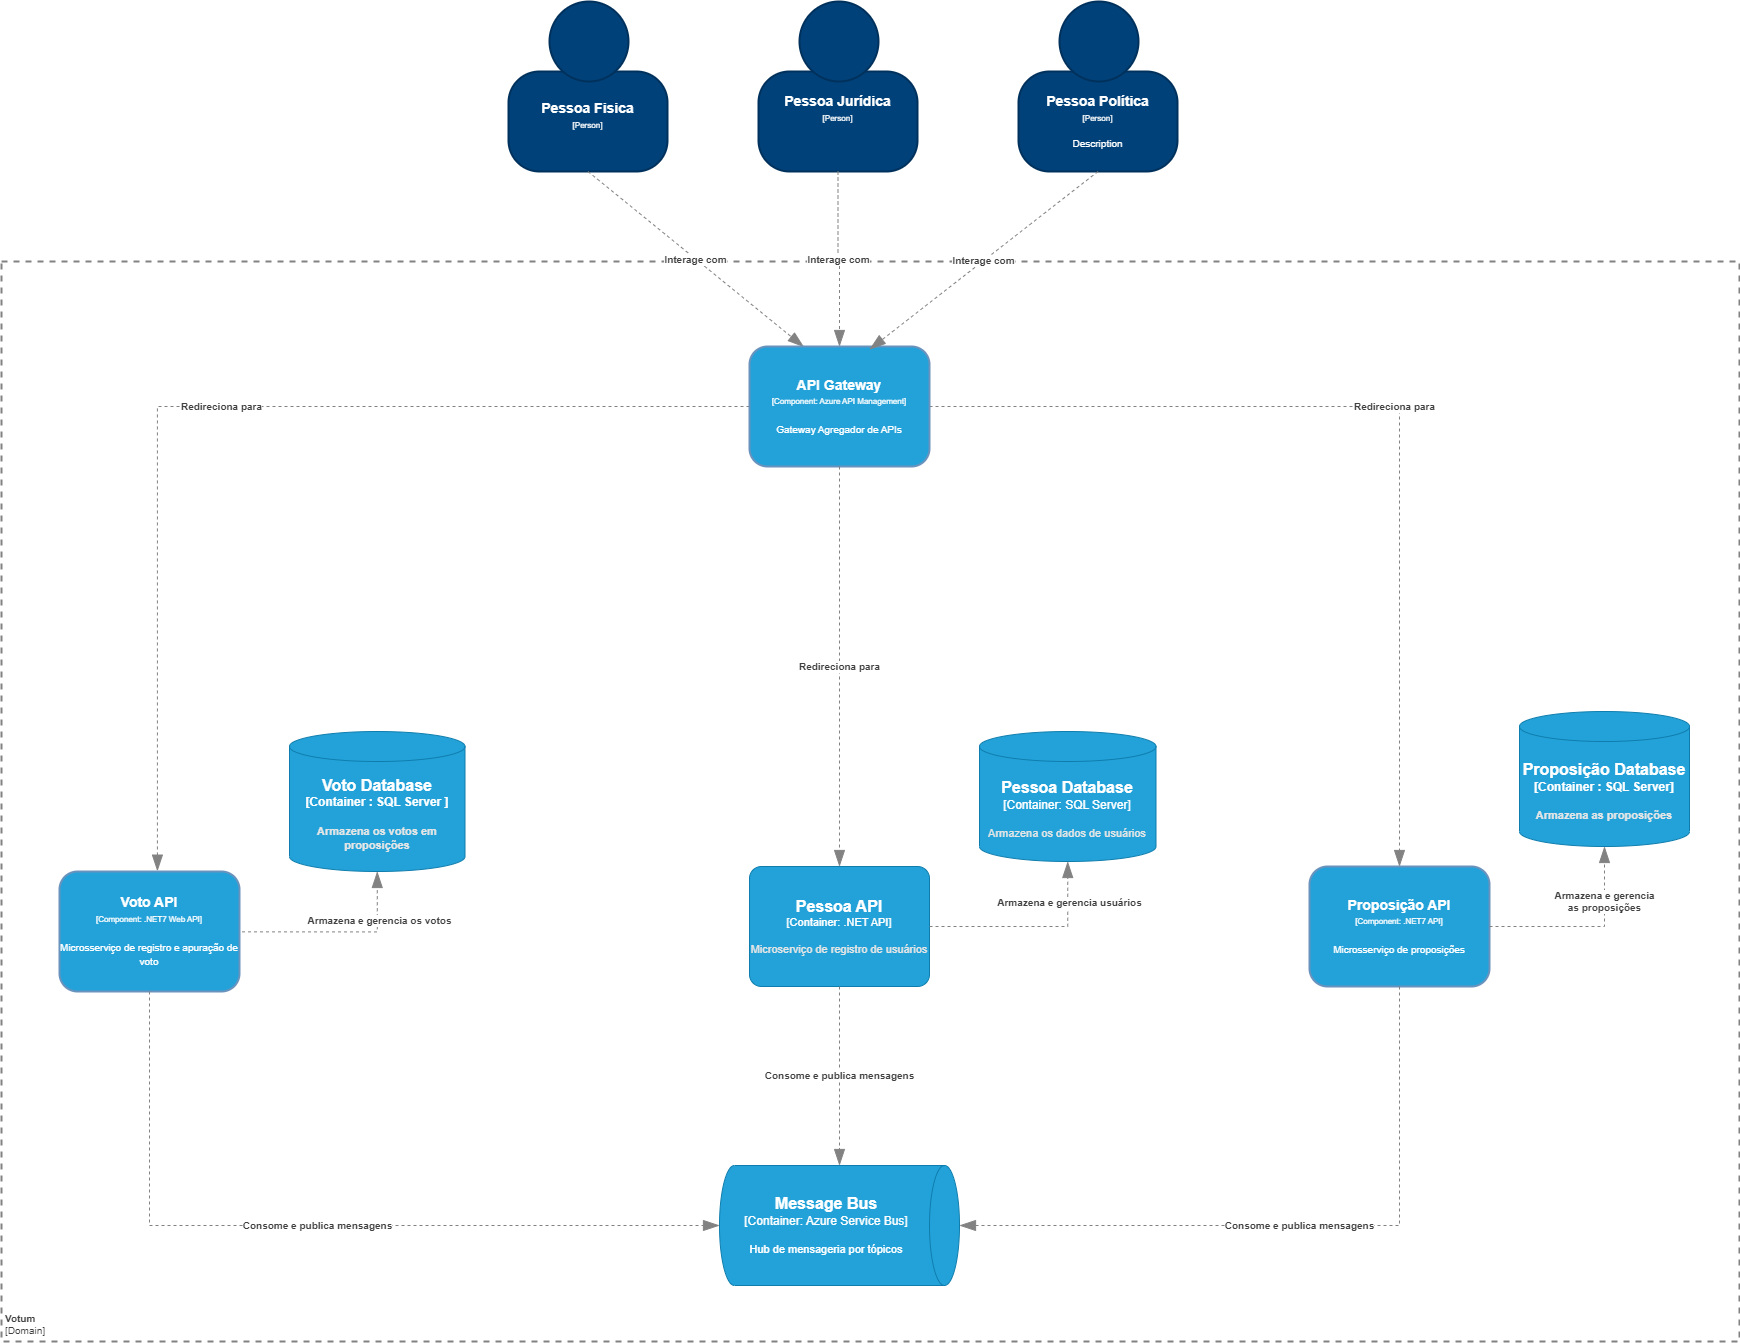 Pessoa Fisica
[Person]
Pessoa Jurídica
[Person]
Pessoa Política
[Person]
Description
Interage com
Interage com
Interage com
API Gateway
[Component: Azure API Management]
Gateway Agregador de APIs
Redireciona para
Redireciona para
Redireciona para
Voto Database
[Container : SQL Server ]
Armazena os votos em
proposições
Pessoa Database
[Container: SQL Server]
Armazena os dados de usuários
Proposição Database
[Container : SQL Server]
Armazena as proposições
Voto API
[Component: .NET7 Web API]
Microsserviço de registro e apuração de
voto
Armazena e gerencia os votos
Pessoa API
[Container: .NET API]
Microserviço de registro de usuários
Armazena e gerencia usuários
Proposição API
[Component: .NET7 API]
Microsserviço de proposições
Armazena e gerencia
as proposições
Consome e publica mensagens
Consome e publica mensagens
Consome e publica mensagens
Message Bus
[Container: Azure Service Bus]
Hub de mensageria por tópicos
Votum
[Domain]